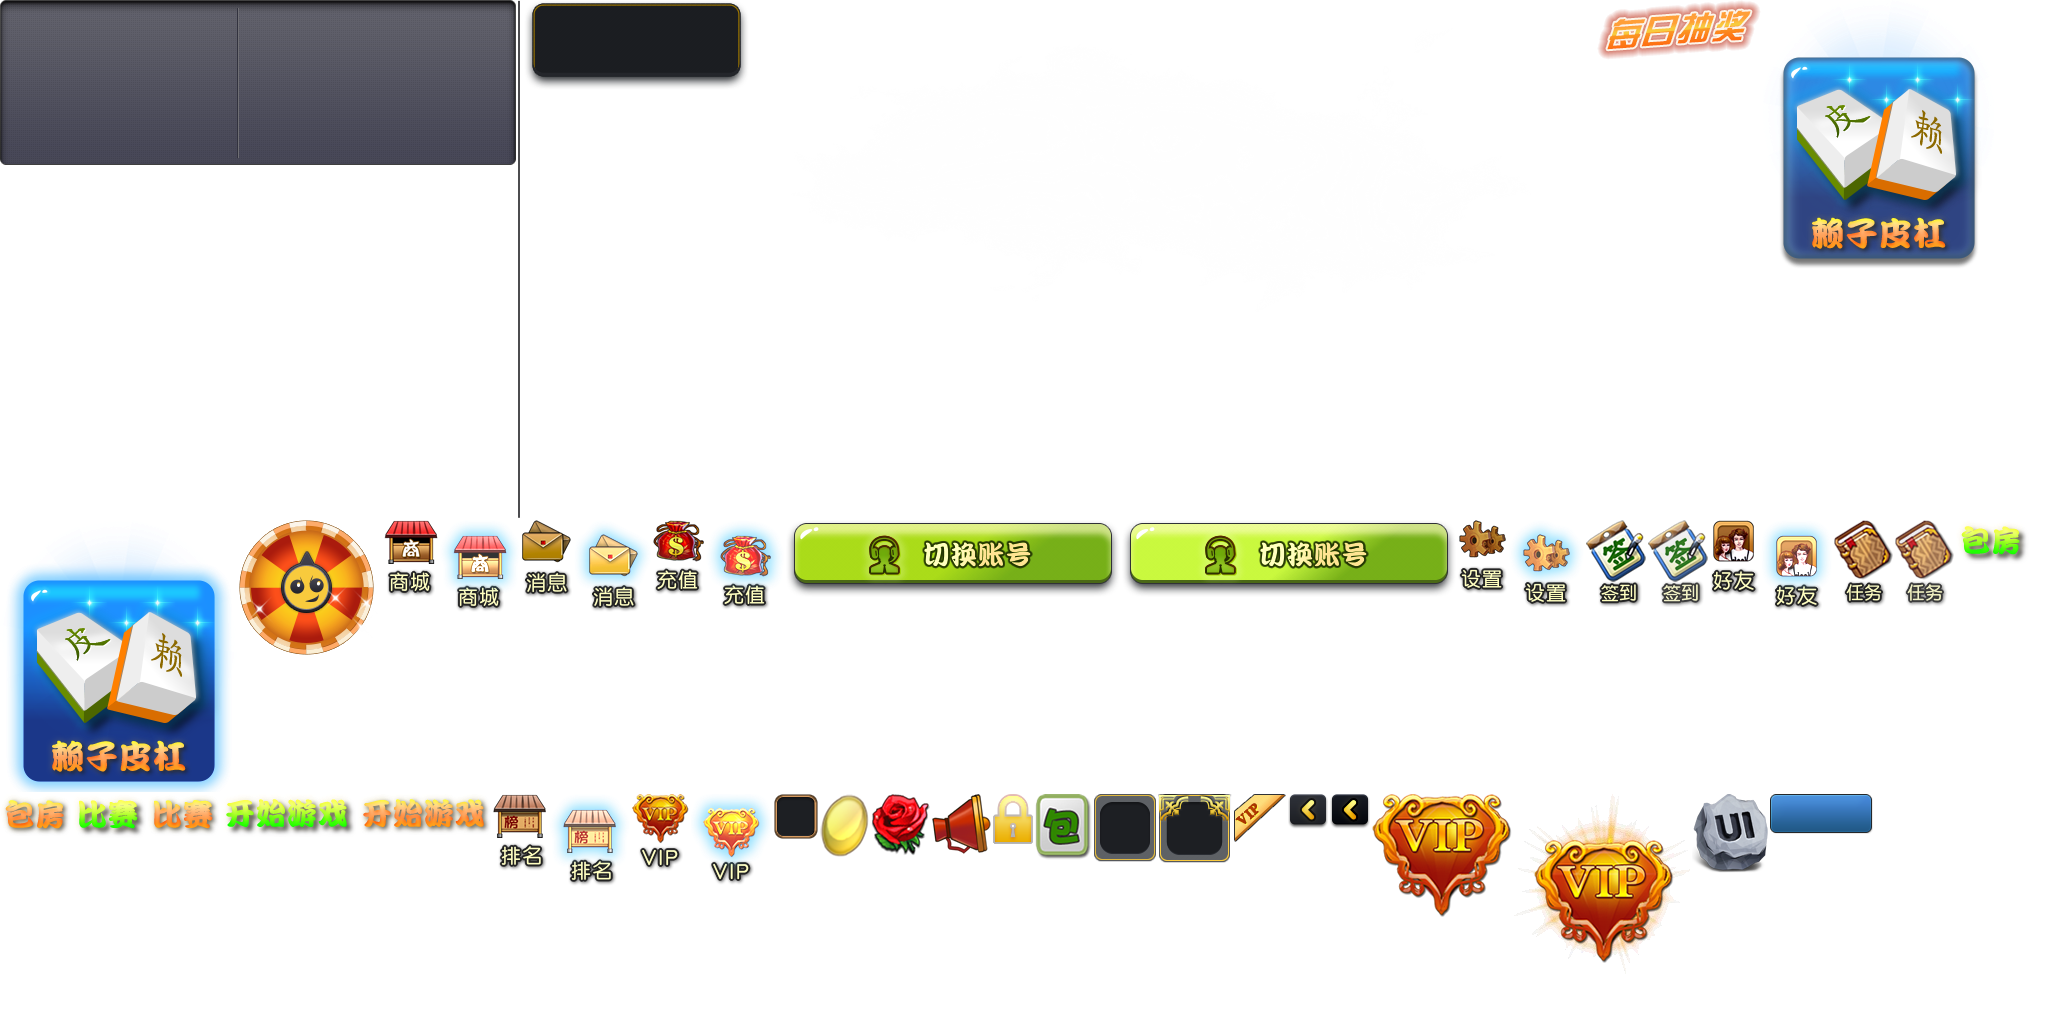 每日抽奖
皮
赖
赖子皮杠
商
商城
商
商城
消息
消息
$
充值
$
充值
切换账号
切换账号
设置
设置
签
签到
签
签到
好友
好友
任务
任务
包房
皮
赖
赖子皮杠
包房
比赛
比赛
开始游戏
开始游戏
榜
排名
榜
排名
VIP
VIP
VIP
VIP
包
VIP
VIP
VIP
UI